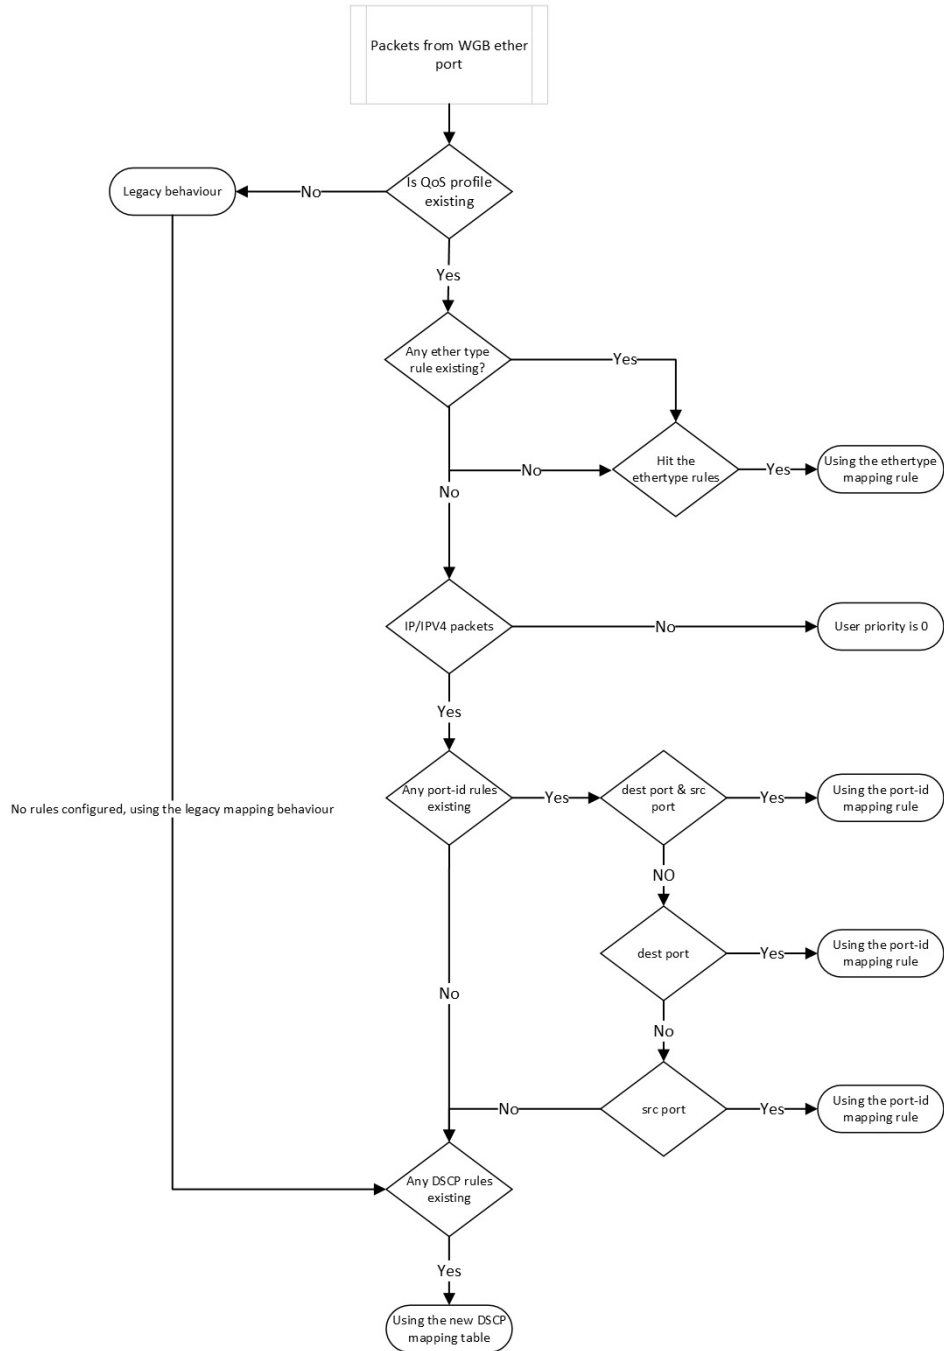 Packets from WGB ether
port
Is QoS profile
existing
No
Legacy behaviour
Yes
Any ether type
rule existing?
Yes
Hit the
ethertype rules
Yes
Using the ethertype
mapping rule
No
No
IP/IPV4 packets
No
User priority is 0
Yes
Any port-id rules
existing
Yes
dest port & src
port
Yes
Using the port-id
mapping rule
No rules configured, using the legacy mapping behaviour
NO
dest port
Yes
Using the port-id
mapping rule
No
No
src port
Yes
Using the port-id
mapping rule
No
Any DSCP rules
existing
Yes
Using the new DSCP
mapping table